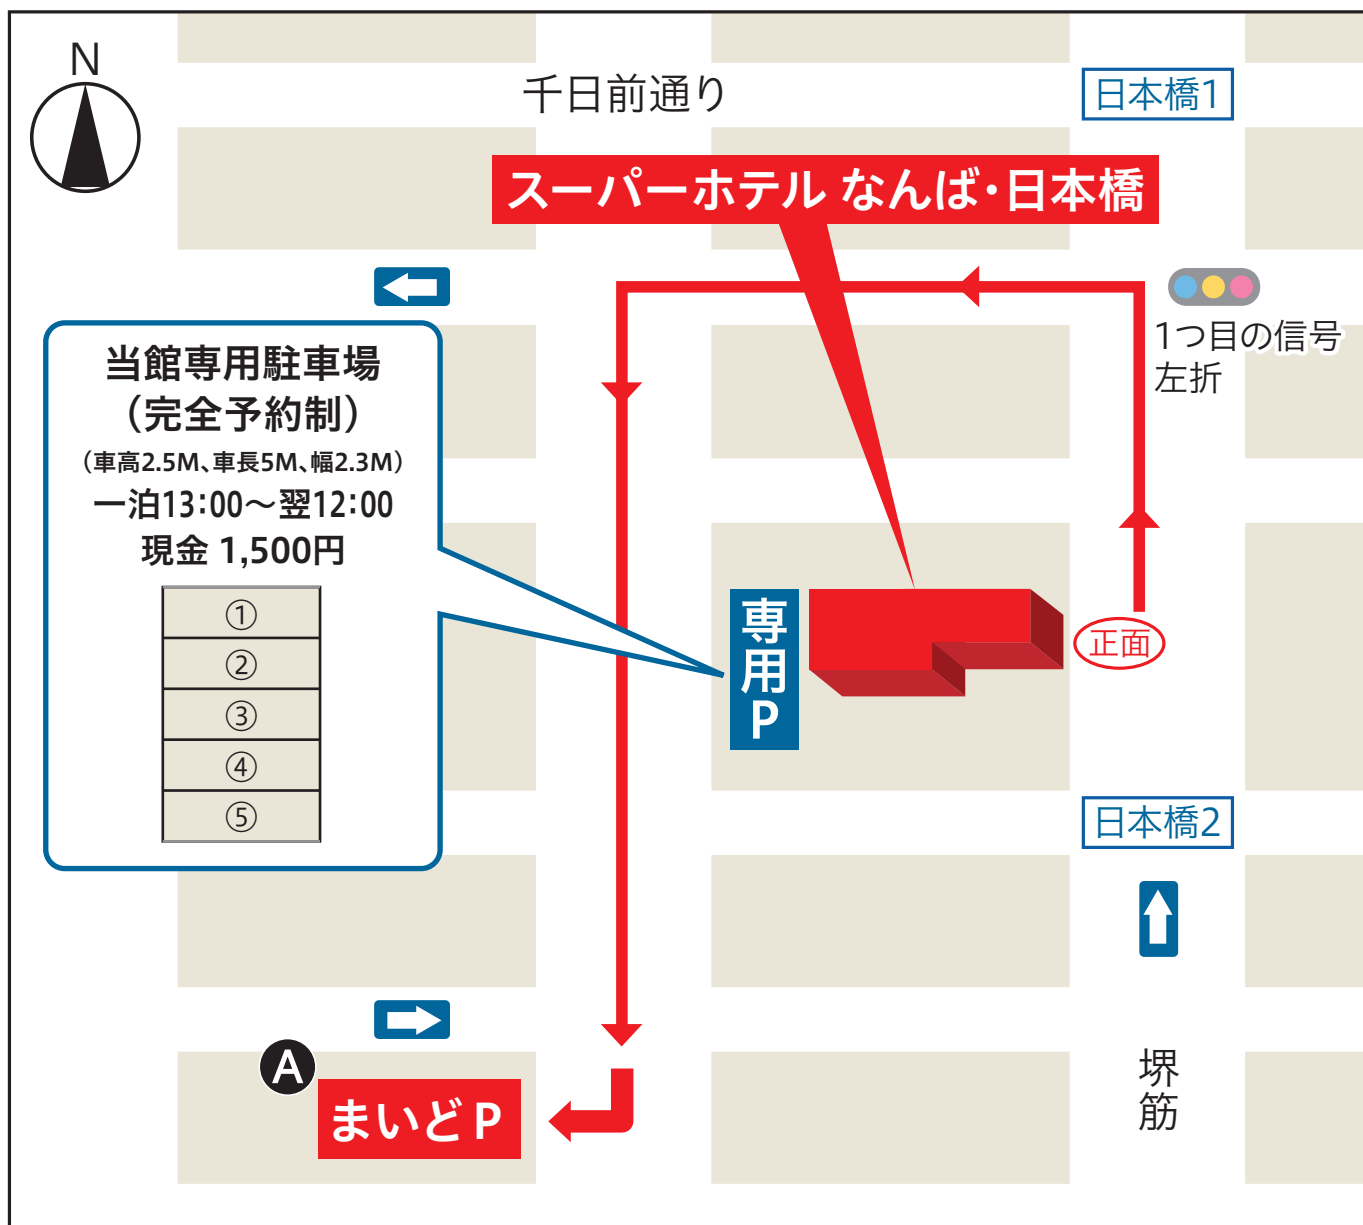 N
千日前通り
日本橋1
スーパーホテル なんば・日本橋
1つ目の信号
左折
当館専用駐車場
（完全予約制）
（車高2.5M、車長5M、幅2.3M）
一泊13:00〜翌12:00
現金 1,500円
①
②
③
④
⑤
専用P
正面
日本橋2
堺筋
A
まいどP